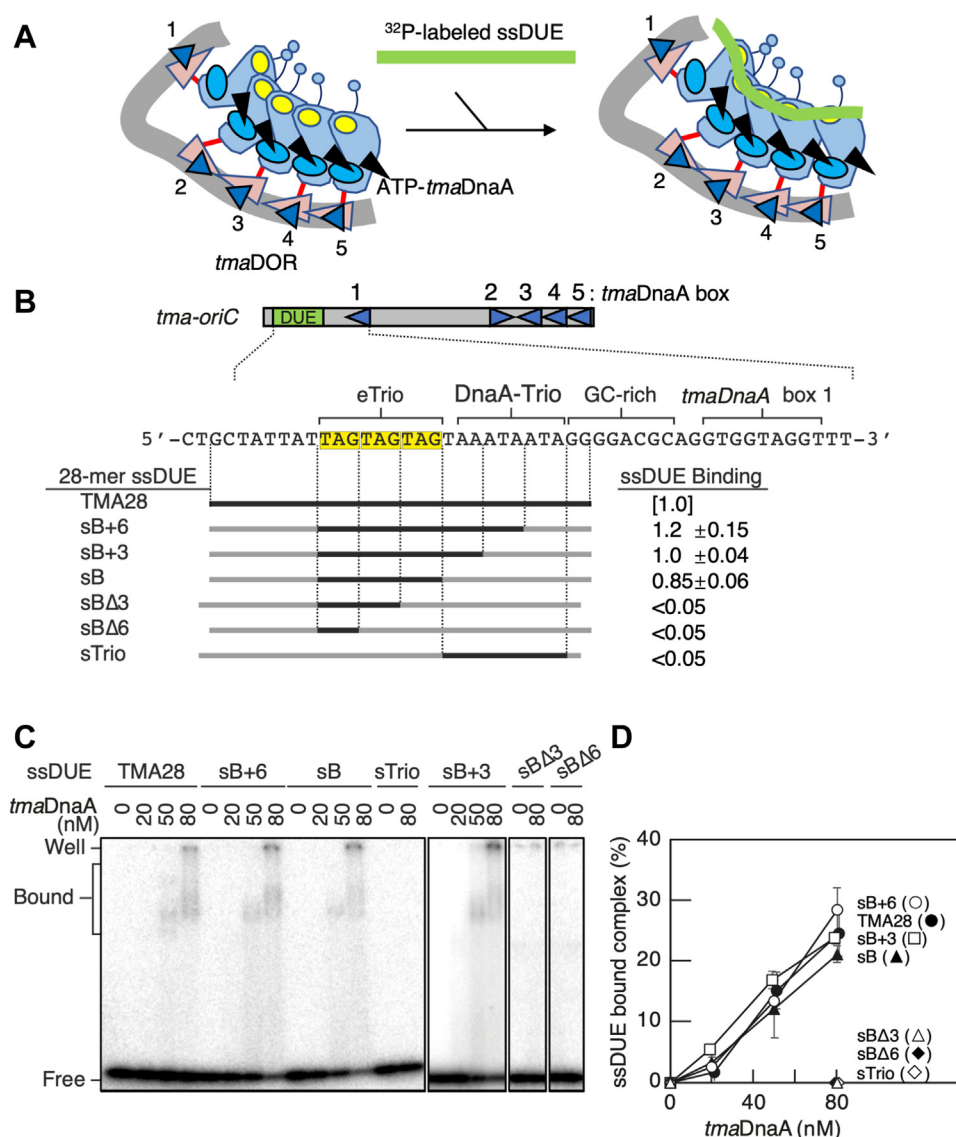 A
1
³²P-labeled ssDUE
1
ATP-tmaDnaA
2
3
4
5
tmaDOR
2
3
4
5
B
1 2 3 4 5 : tmaDnaA box
tma-oriC
DUE
eTrio DnaA-Trio GC-rich tmaDnaA box 1
5’-CTGCTATTATTAGTAGTAGTAAATAATAGGGGACGCAGGTGGTAGGTTT-3’
28-mer ssDUE ssDUE Binding
TMA28 [1.0]
sB+6 1.2 ±0.15
sB+3 1.0 ±0.04
sB 0.85±0.06
sBΔ3 <0.05
sBΔ6 <0.05
sTrio <0.05
C
ssDUE TMA28 sB+6 sB sTrio sB+3 sBΔ3 sBΔ6
tmaDnaA (nM) 0 20 50 80 0 20 50 80 0 20 50 80 0 80 0 20 50 80 0 80 0 80
Well
Bound
Free
D
ssDUE bound complex (%)
40
30
20
10
0
sB+6 (○)
TMA28 (●)
sB+3 (□)
sB (▲)
sBΔ3 (△)
sBΔ6 (◆)
sTrio (◇)
0 40 80
tmaDnaA (nM)